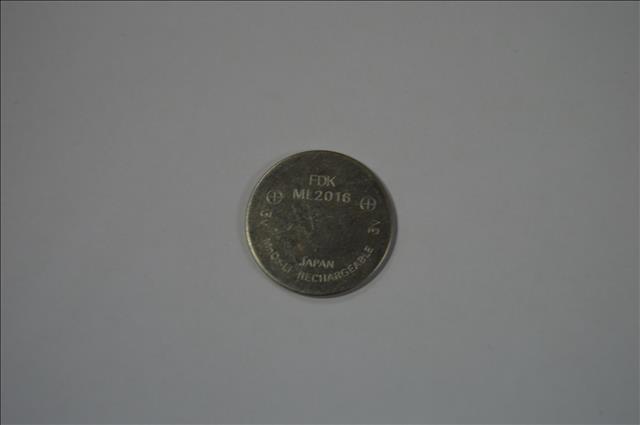 FDK
ML2016
3V 3V
JAPAN
MnO₂-Li RECHARGEABLE